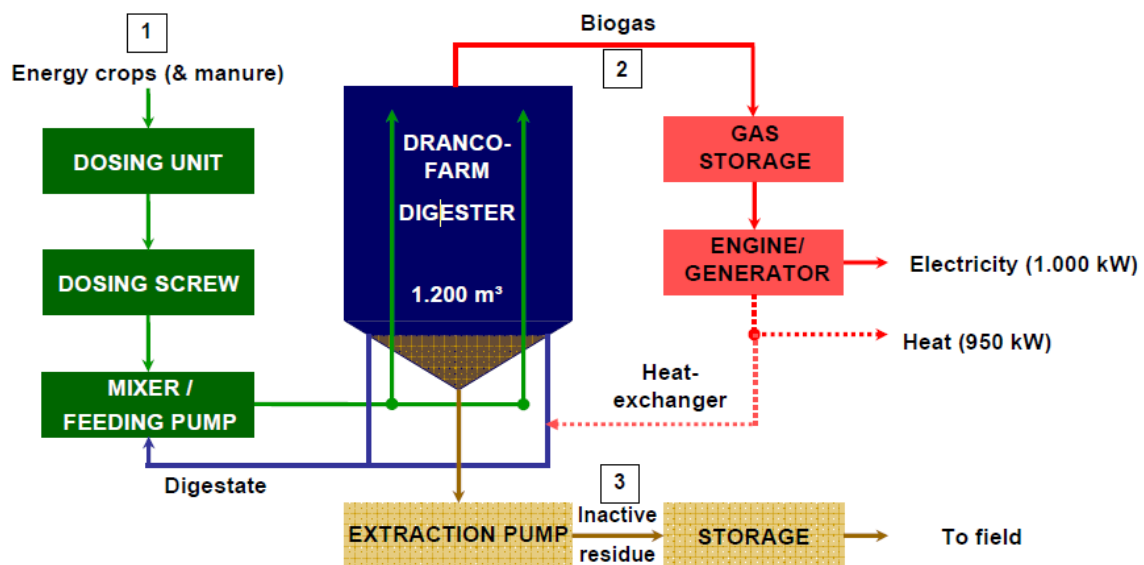 1
Energy crops (& manure)
DOSING UNIT
DOSING SCREW
MIXER /
FEEDING PUMP
Digestate
DRANCO-
FARM
DIGESTER
1.200 m³
Biogas
2
GAS
STORAGE
ENGINE/
GENERATOR
Electricity (1.000 kW)
Heat (950 kW)
Heat-
exchanger
EXTRACTION PUMP
3
Inactive
residue
STORAGE
To field